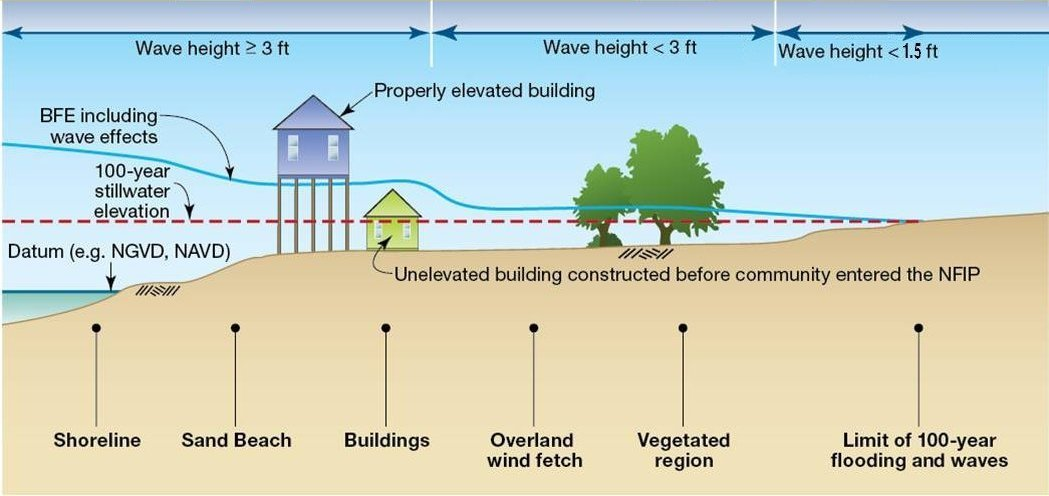 Wave height ≥ 3 ft
Wave height < 3 ft
Wave height <1.5 ft
Properly elevated building
BFE including
wave effects
100-year
stillwater
elevation
Datum (e.g. NGVD, NAVD)
Unelevated building constructed before community entered the NFIP
Shoreline
Sand Beach
Buildings
Overland
wind fetch
Vegetated
region
Limit of 100-year
flooding and waves